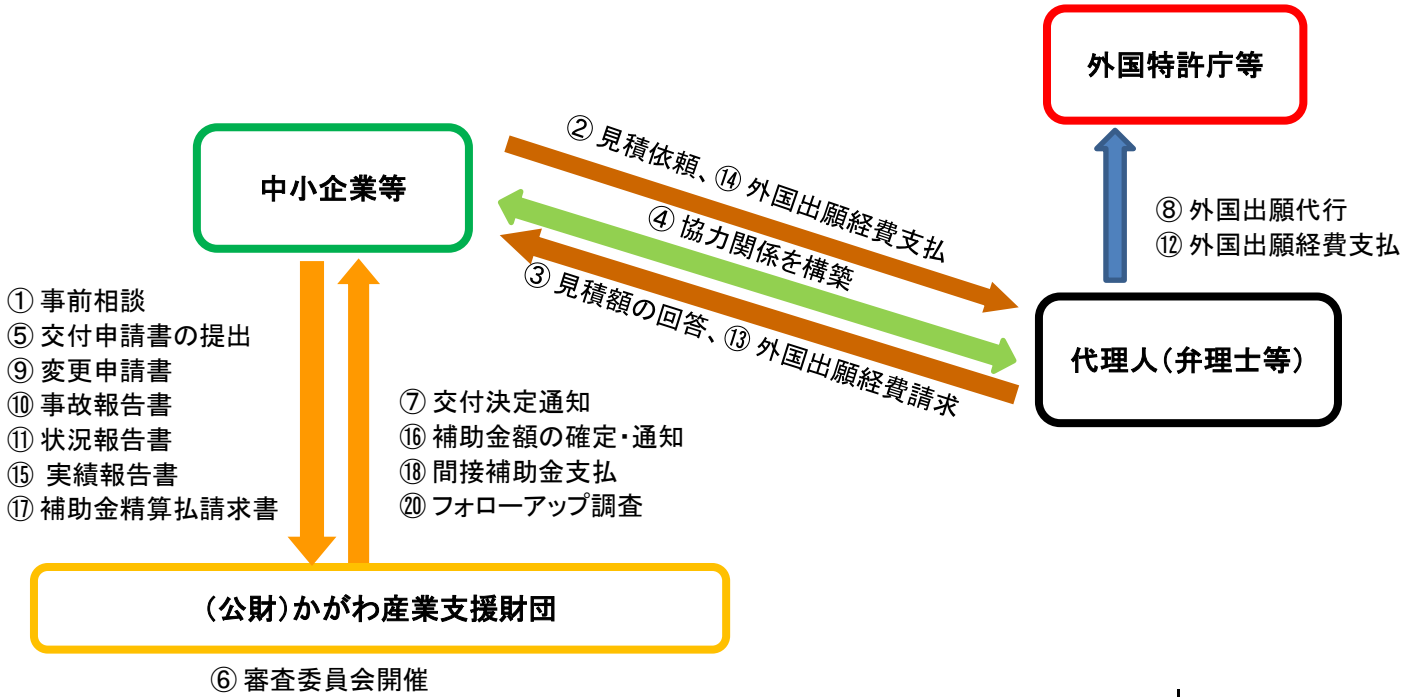 外国特許庁等
中小企業等
② 見積依頼、⑭ 外国出願経費支払
④ 協力関係を構築
③ 見積額の回答、⑬ 外国出願経費請求
⑧ 外国出願代行
⑫ 外国出願経費支払
代理人(弁理士等)
① 事前相談
⑤ 交付申請書の提出
⑨ 変更申請書
⑩ 事故報告書
⑪ 状況報告書
⑮ 実績報告書
⑰ 補助金精算払請求書
⑦ 交付決定通知
⑯ 補助金額の確定・通知
⑱ 間接補助金支払
⑳ フォローアップ調査
(公財)かがわ産業支援財団
⑥ 審査委員会開催